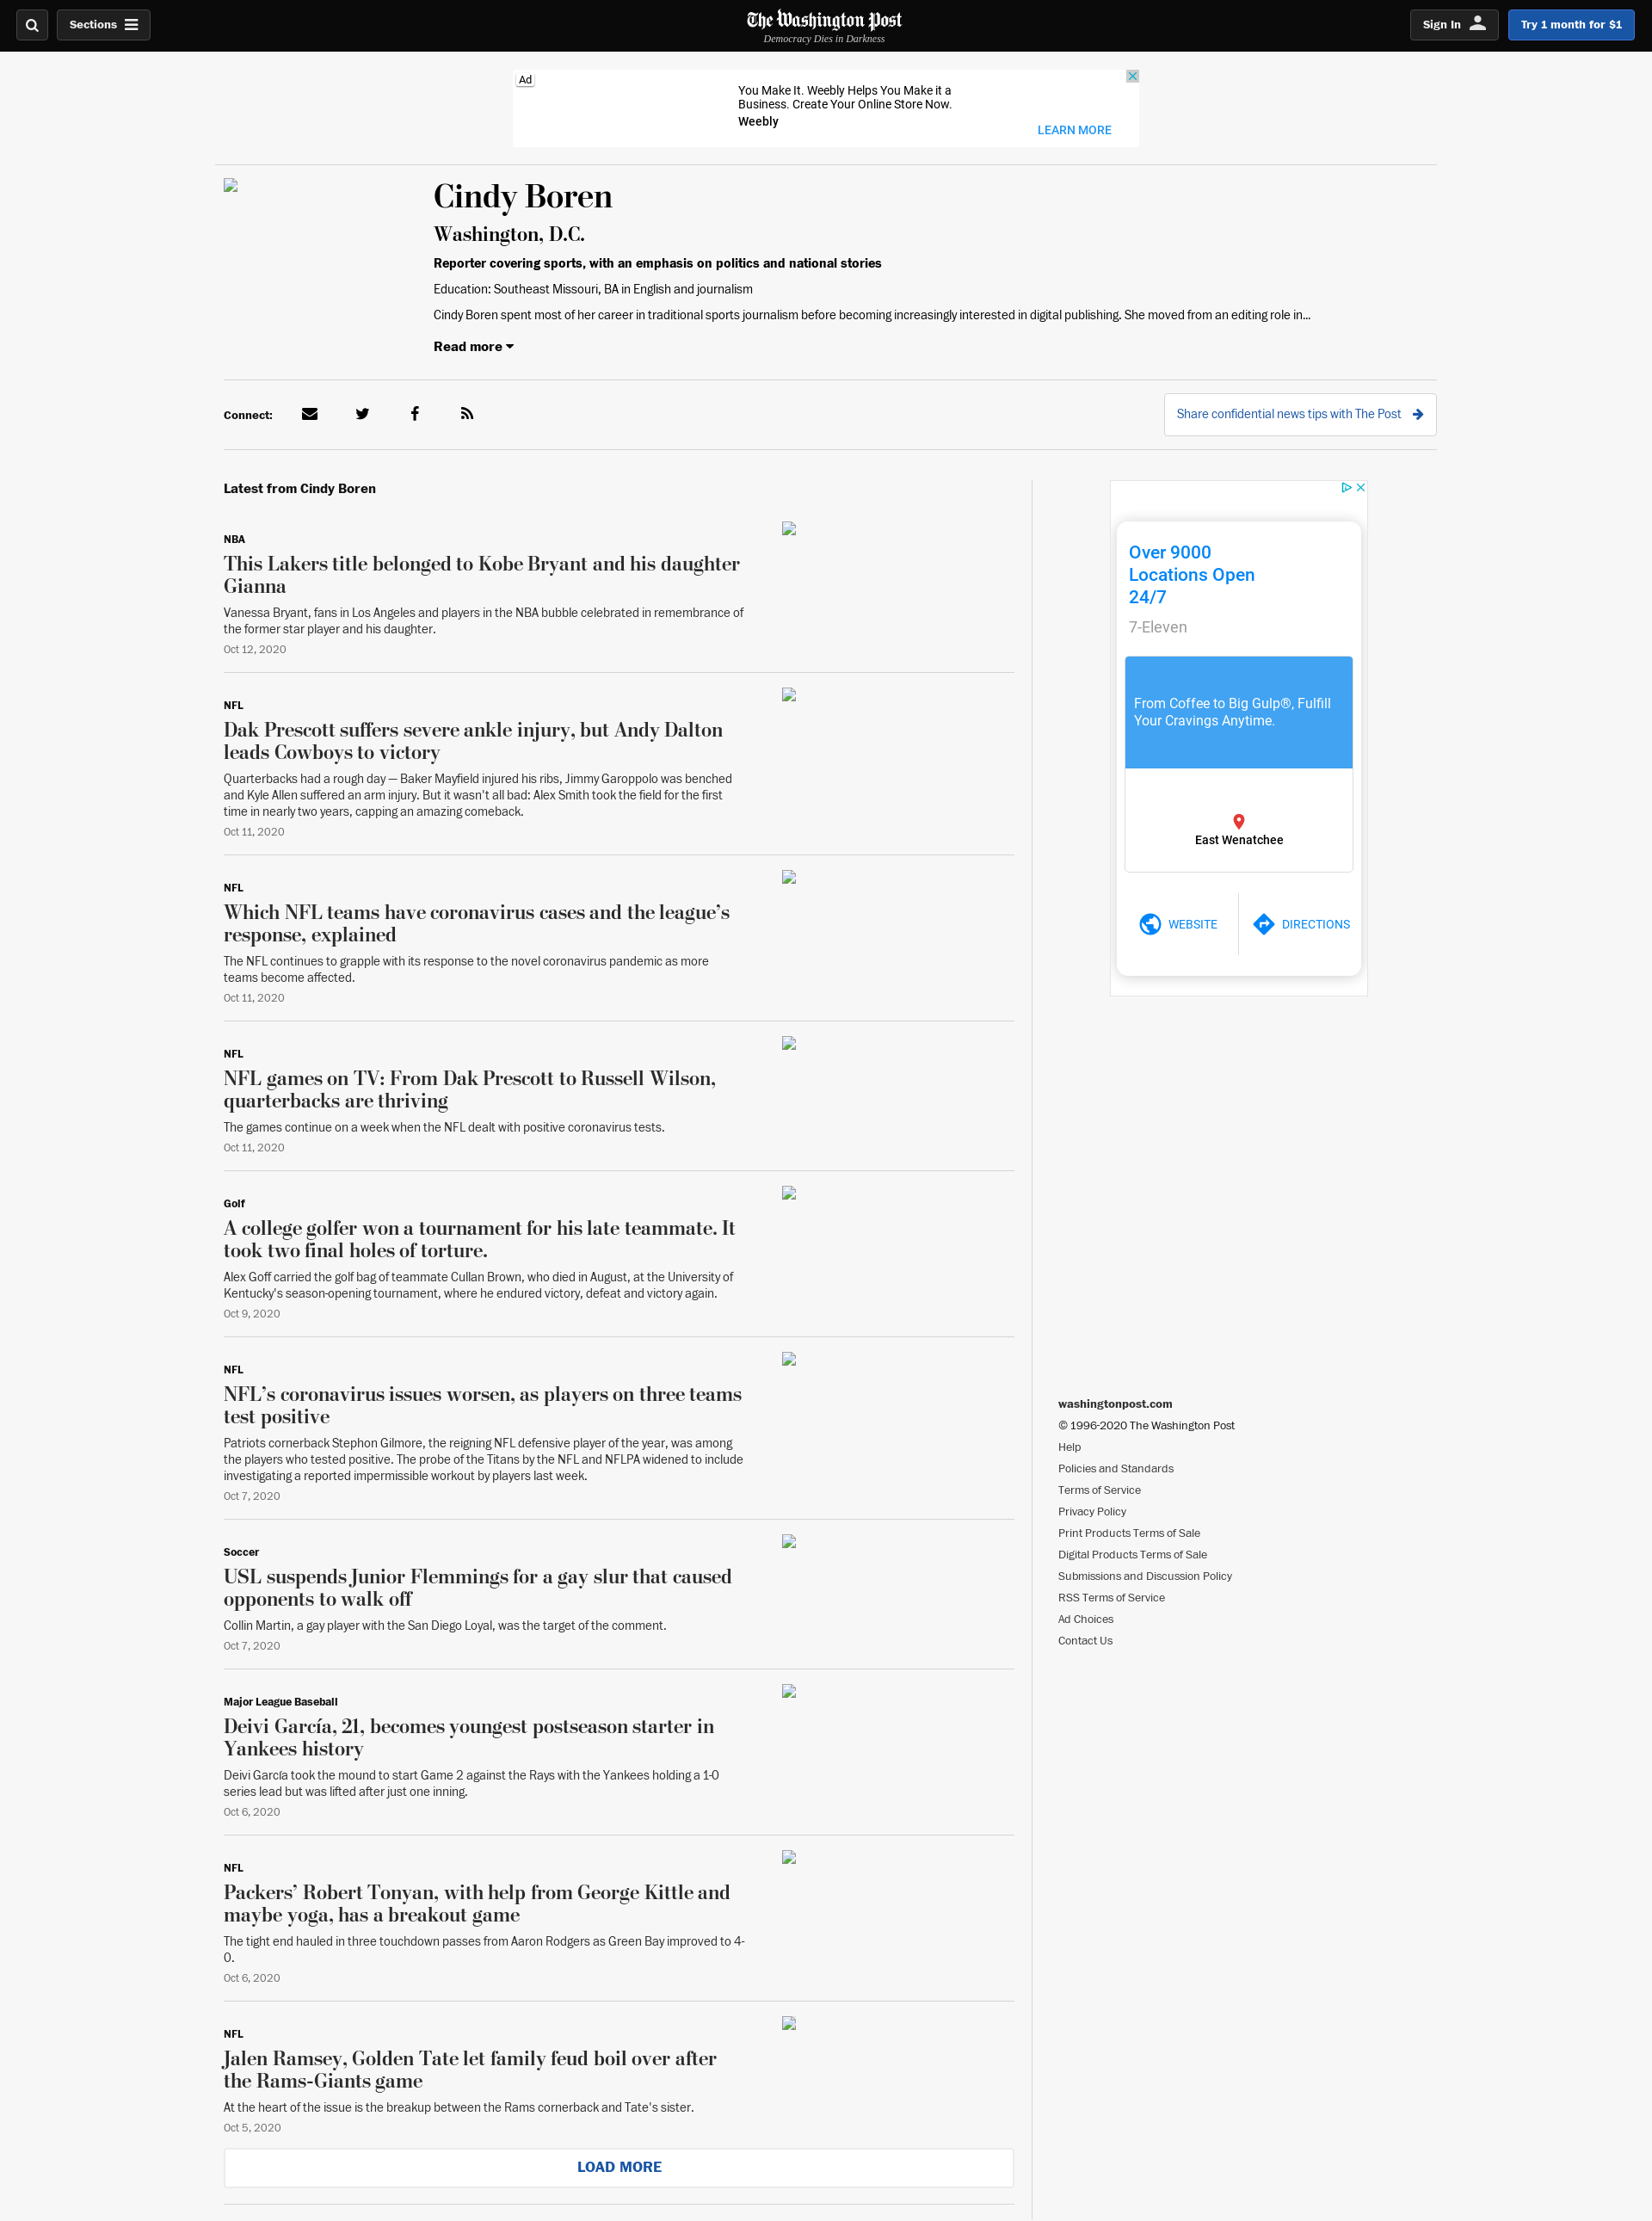 Sections
The Washington Post
Democracy Dies in Darkness
Sign In
Try 1 month for $1
Ad
You Make It. Weebly Helps You Make it a
Business. Create Your Online Store Now.
Weebly
LEARN MORE
Cindy Boren
Washington, D.C.
Reporter covering sports, with an emphasis on politics and national stories
Education: Southeast Missouri, BA in English and journalism
Cindy Boren spent most of her career in traditional sports journalism before becoming increasingly interested in digital publishing. She moved from an editing role in...
Read more
Connect:
Share confidential news tips with The Post
Latest from Cindy Boren
NBA
This Lakers title belonged to Kobe Bryant and his daughter
Gianna
Vanessa Bryant, fans in Los Angeles and players in the NBA bubble celebrated in remembrance of
the former star player and his daughter.
Oct 12, 2020
NFL
Dak Prescott suffers severe ankle injury, but Andy Dalton
leads Cowboys to victory
Quarterbacks had a rough day — Baker Mayfield injured his ribs, Jimmy Garoppolo was benched
and Kyle Allen suffered an arm injury. But it wasn't all bad: Alex Smith took the field for the first
time in nearly two years, capping an amazing comeback.
Oct 11, 2020
NFL
Which NFL teams have coronavirus cases and the league’s
response, explained
The NFL continues to grapple with its response to the novel coronavirus pandemic as more
teams become affected.
Oct 11, 2020
NFL
NFL games on TV: From Dak Prescott to Russell Wilson,
quarterbacks are thriving
The games continue on a week when the NFL dealt with positive coronavirus tests.
Oct 11, 2020
Golf
A college golfer won a tournament for his late teammate. It
took two final holes of torture.
Alex Goff carried the golf bag of teammate Cullan Brown, who died in August, at the University of
Kentucky's season-opening tournament, where he endured victory, defeat and victory again.
Oct 9, 2020
NFL
NFL’s coronavirus issues worsen, as players on three teams
test positive
Patriots cornerback Stephon Gilmore, the reigning NFL defensive player of the year, was among
the players who tested positive. The probe of the Titans by the NFL and NFLPA widened to include
investigating a reported impermissible workout by players last week.
Oct 7, 2020
Soccer
USL suspends Junior Flemmings for a gay slur that caused
opponents to walk off
Collin Martin, a gay player with the San Diego Loyal, was the target of the comment.
Oct 7, 2020
Major League Baseball
Deivi García, 21, becomes youngest postseason starter in
Yankees history
Deivi García took the mound to start Game 2 against the Rays with the Yankees holding a 1-0
series lead but was lifted after just one inning.
Oct 6, 2020
NFL
Packers’ Robert Tonyan, with help from George Kittle and
maybe yoga, has a breakout game
The tight end hauled in three touchdown passes from Aaron Rodgers as Green Bay improved to 4-
0.
Oct 6, 2020
NFL
Jalen Ramsey, Golden Tate let family feud boil over after
the Rams-Giants game
At the heart of the issue is the breakup between the Rams cornerback and Tate's sister.
Oct 5, 2020
LOAD MORE
Over 9000
Locations Open
24/7
7-Eleven
From Coffee to Big Gulp®, Fulfill
Your Cravings Anytime.
East Wenatchee
WEBSITE
DIRECTIONS
washingtonpost.com
© 1996-2020 The Washington Post
Help
Policies and Standards
Terms of Service
Privacy Policy
Print Products Terms of Sale
Digital Products Terms of Sale
Submissions and Discussion Policy
RSS Terms of Service
Ad Choices
Contact Us